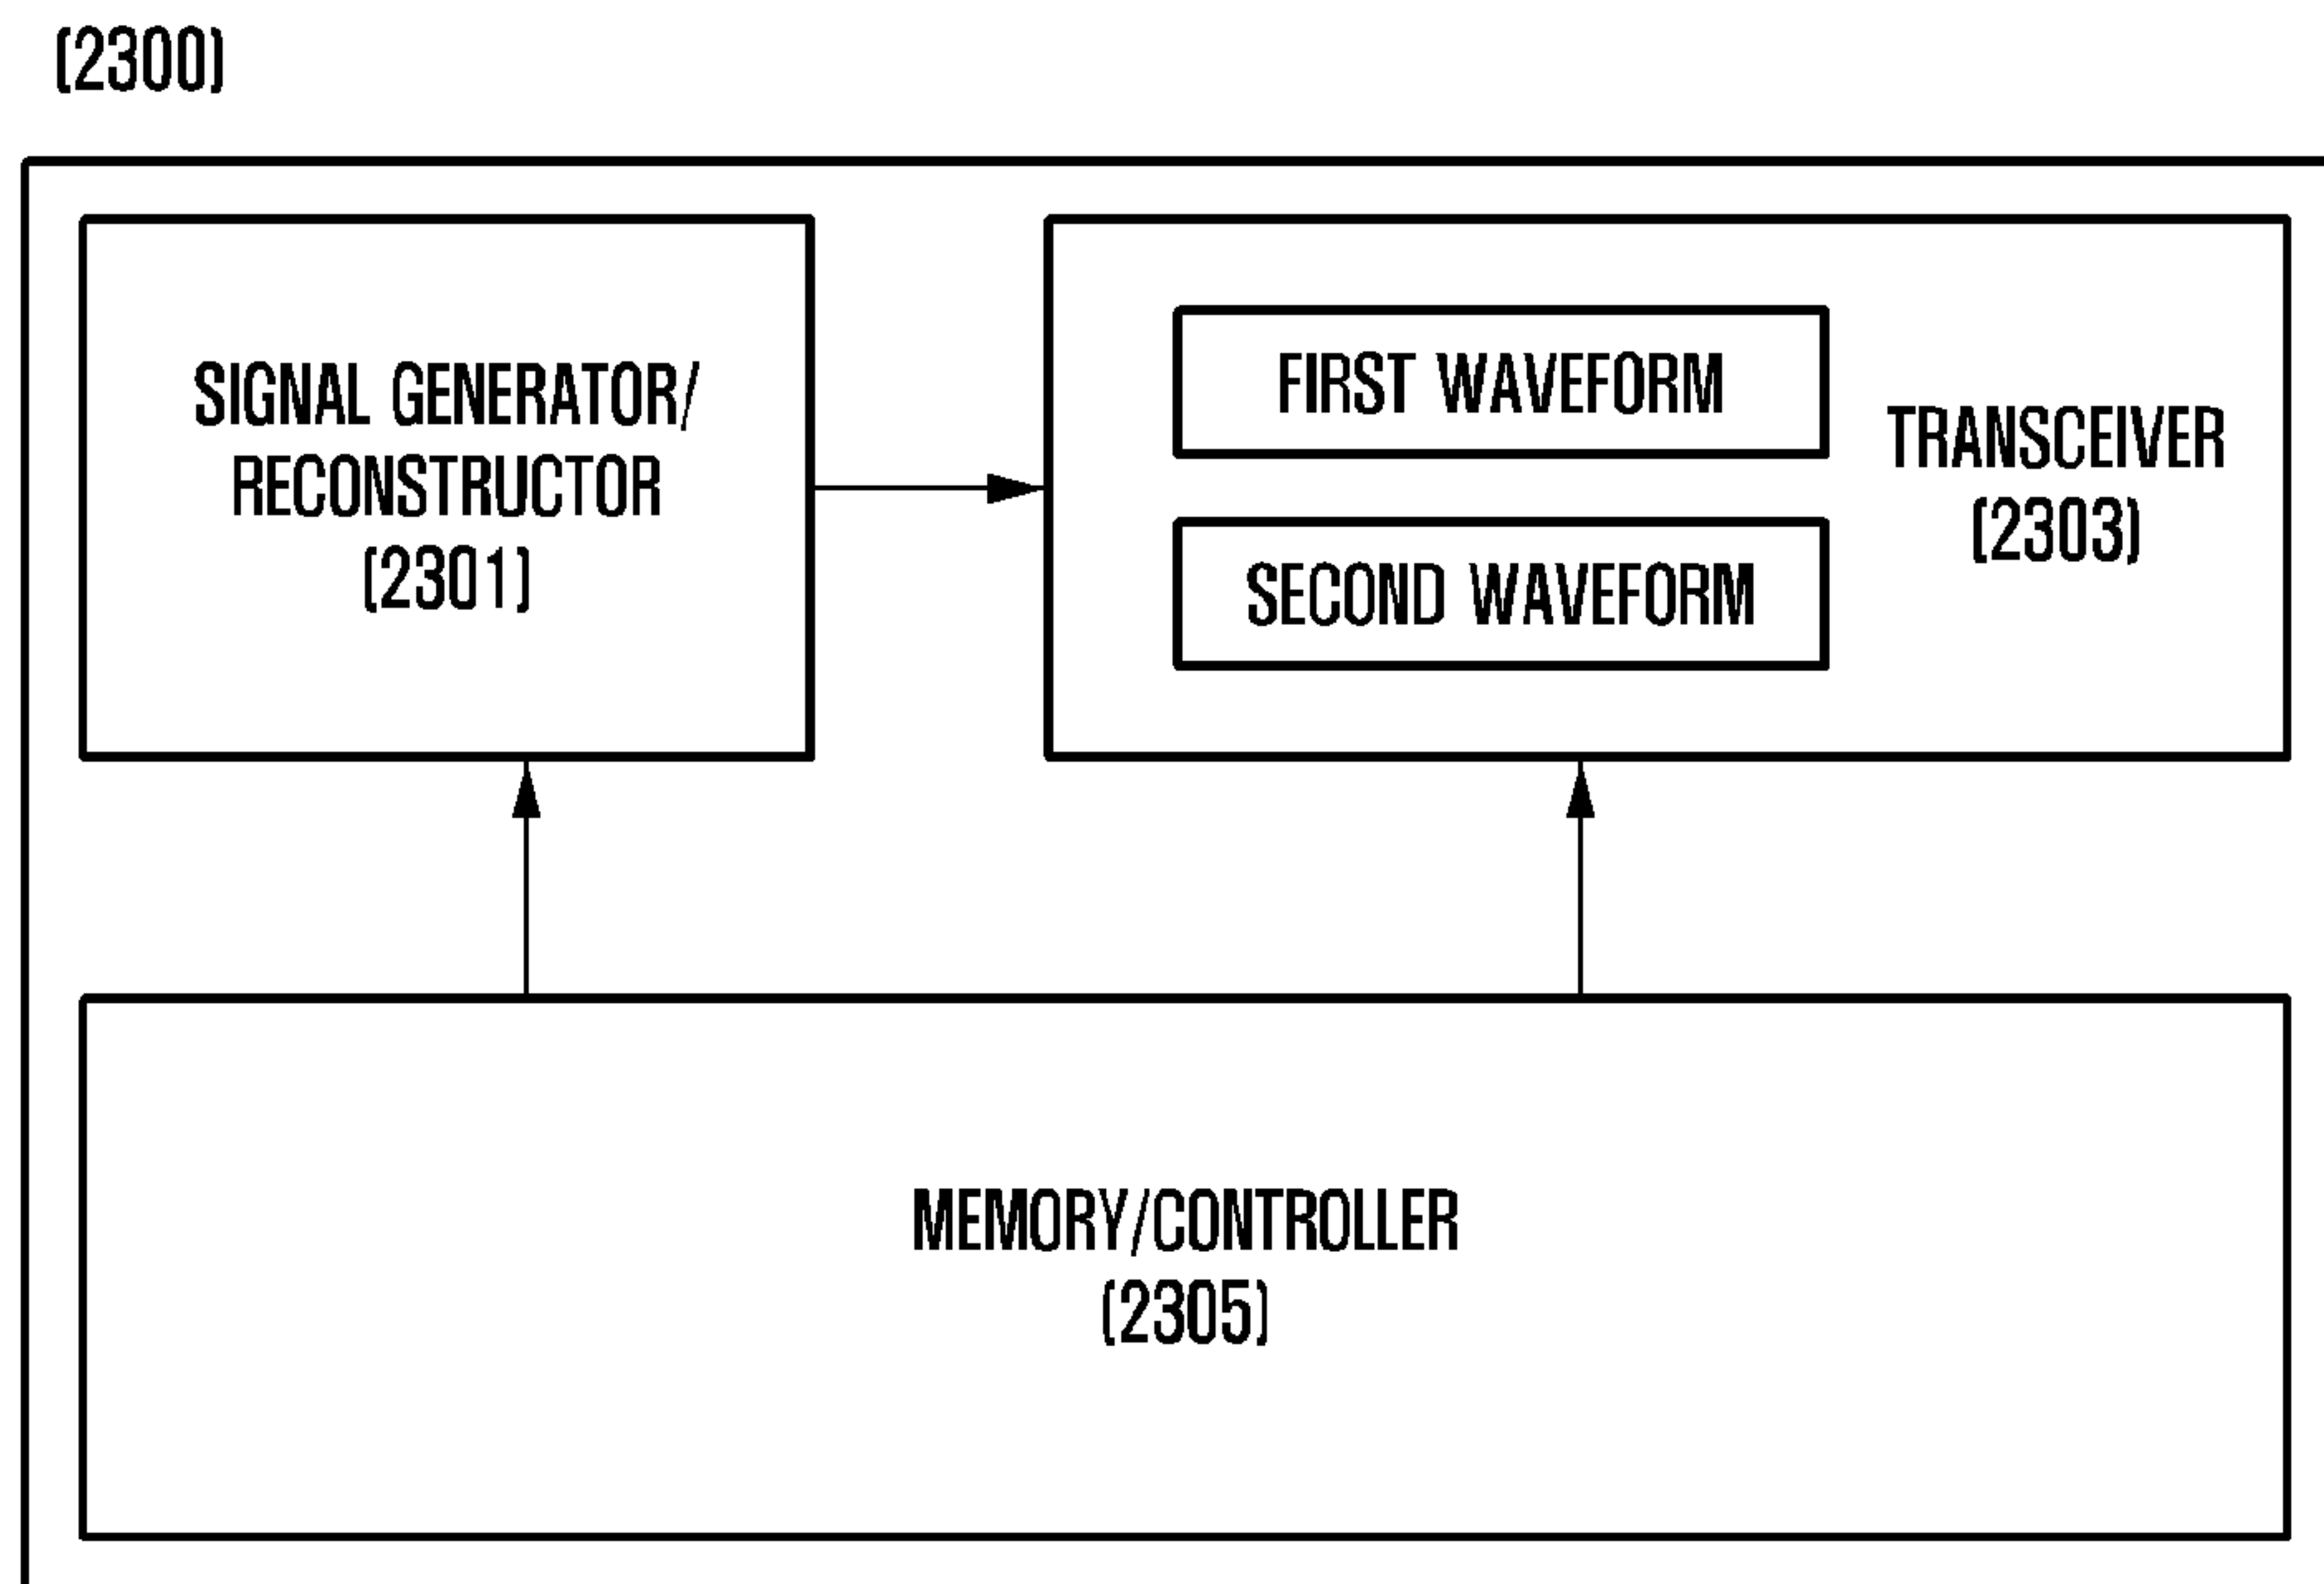 (2300)
SIGNAL GENERATOR/
RECONSTRUCTOR
(2301)
FIRST WAVEFORM
SECOND WAVEFORM
TRANSCEIVER
(2303)
MEMORY/CONTROLLER
(2305)